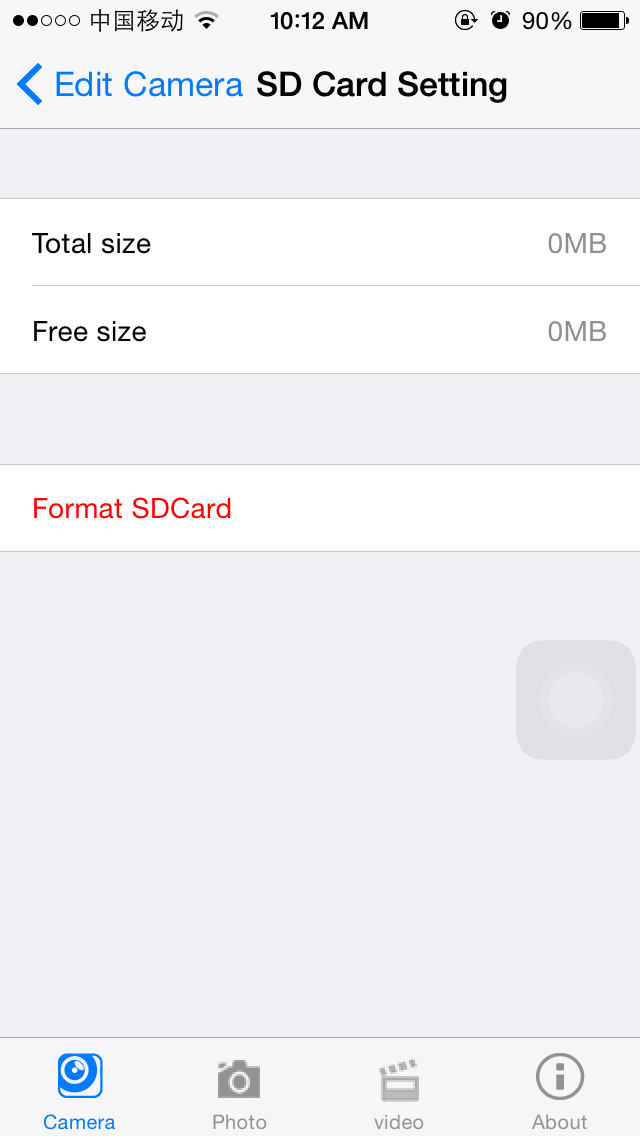 中国移动 10:12 AM 90%
Edit Camera SD Card Setting
Total size 0MB
Free size 0MB
Format SDCard
Camera Photo video About